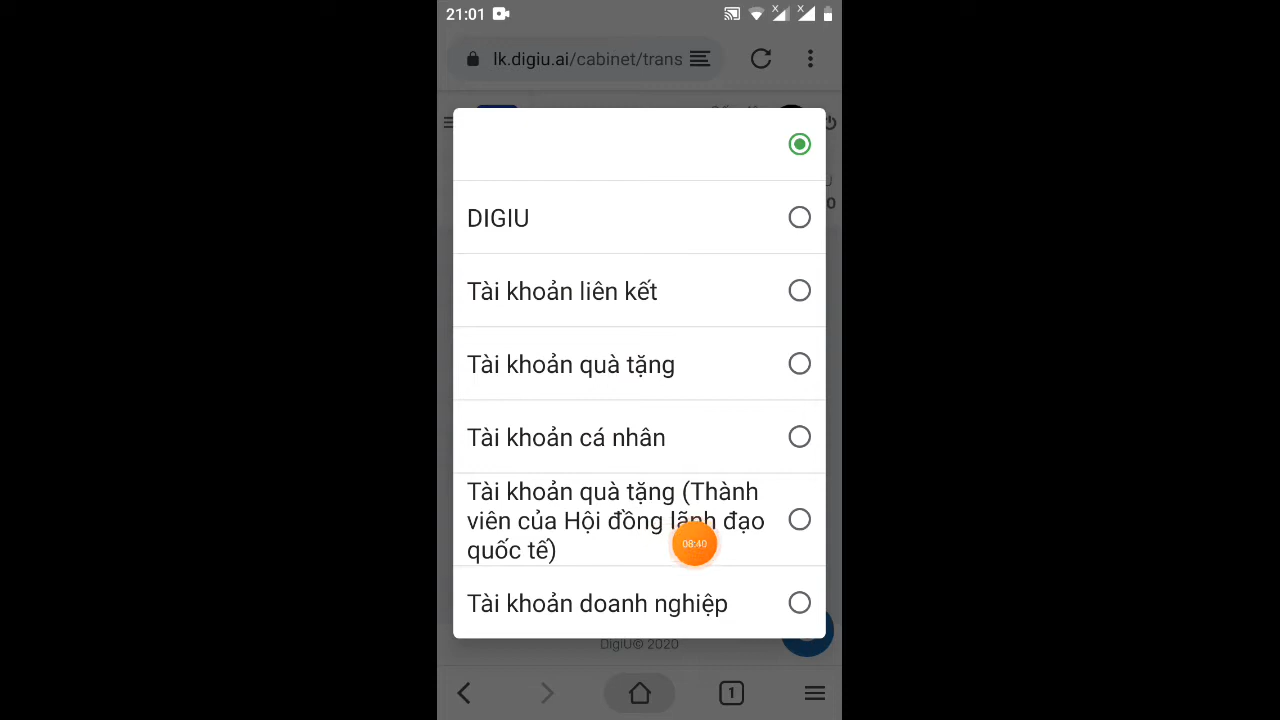 21:01
lk.digiu.ai/cabinet/trans
DIGIU
Tài khoản liên kết
Tài khoản quà tặng
Tài khoản cá nhân
Tài khoản quà tặng (Thành
viên của Hội đồng lãnh đạo
quốc tế)
08:40
Tài khoản doanh nghiệp
DigiU© 2020
1